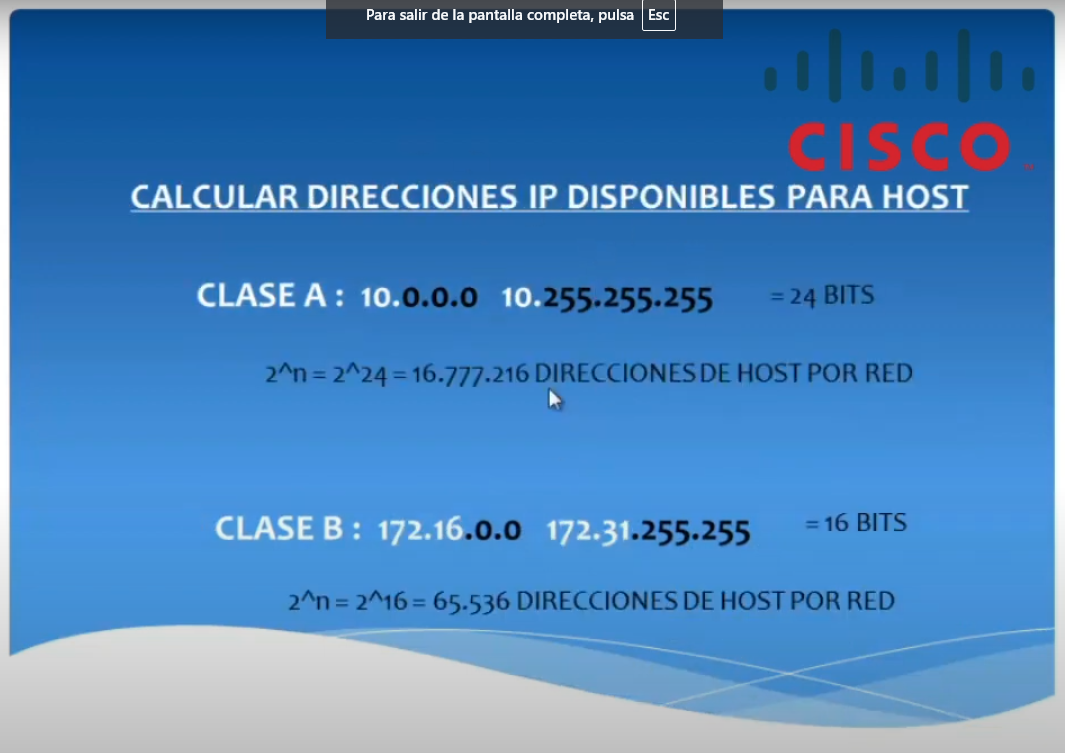 Para salir de la pantalla completa, pulsa Esc
CISCO
CALCULAR DIRECCIONES IP DISPONIBLES PARA HOST
CLASE A : 10.0.0.0 10.255.255.255 = 24 BITS
2^n = 2^24 = 16.777.216 DIRECCIONES DE HOST POR RED
CLASE B : 172.16.0.0 172.31.255.255 = 16 BITS
2^n = 2^16 = 65.536 DIRECCIONES DE HOST POR RED